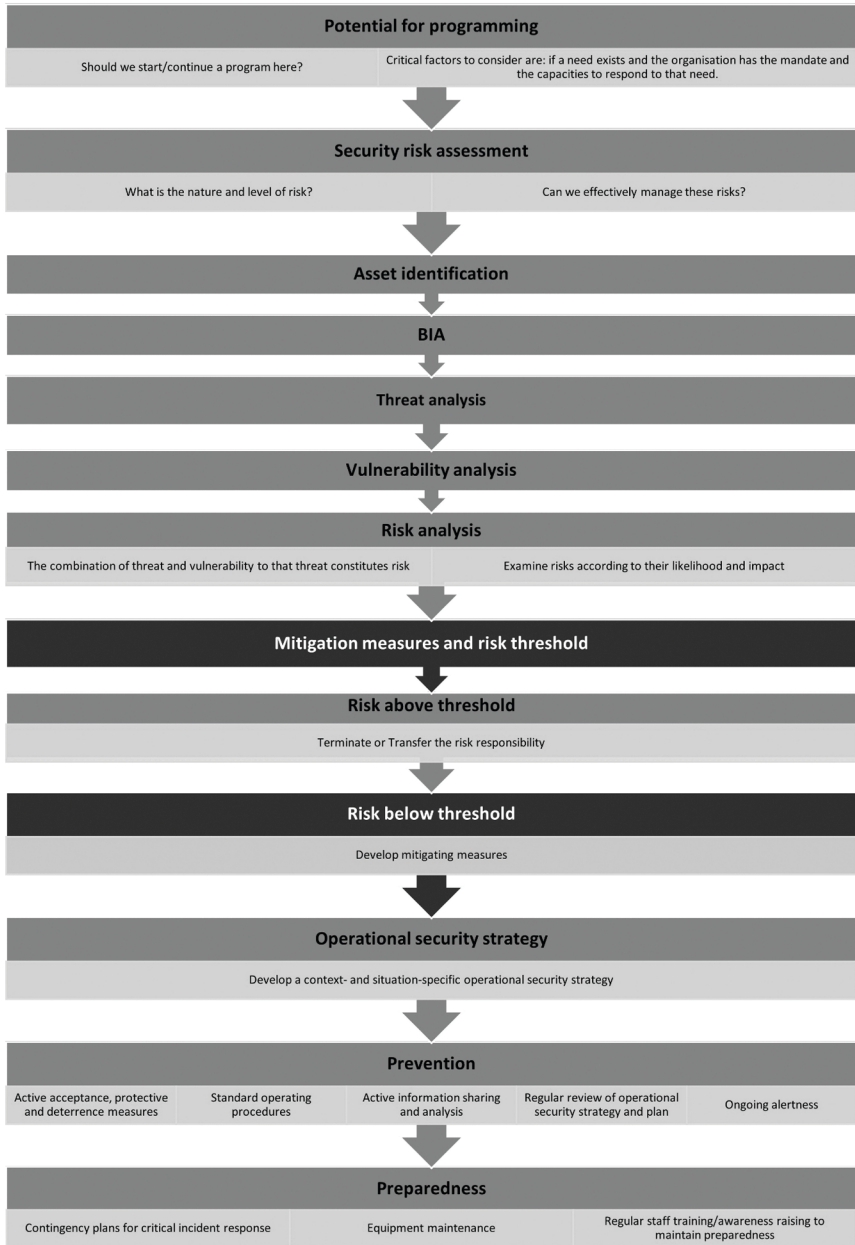 Potential for programming
Should we start/continue a program here?
Critical factors to consider are: if a need exists and the organisation has the mandate and
the capacities to respond to that need.
Security risk assessment
What is the nature and level of risk?
Can we effectively manage these risks?
Asset identification
BIA
Threat analysis
Vulnerability analysis
Risk analysis
The combination of threat and vulnerability to that threat constitutes risk
Examine risks according to their likelihood and impact
Mitigation measures and risk threshold
Risk above threshold
Terminate or Transfer the risk responsibility
Risk below threshold
Develop mitigating measures
Operational security strategy
Develop a context- and situation-specific operational security strategy
Prevention
Active acceptance, protective
and deterrence measures
Standard operating
procedures
Active information sharing
and analysis
Regular review of operational
security strategy and plan
Ongoing alertness
Preparedness
Contingency plans for critical incident response
Equipment maintenance
Regular staff training/awareness raising to
maintain preparedness